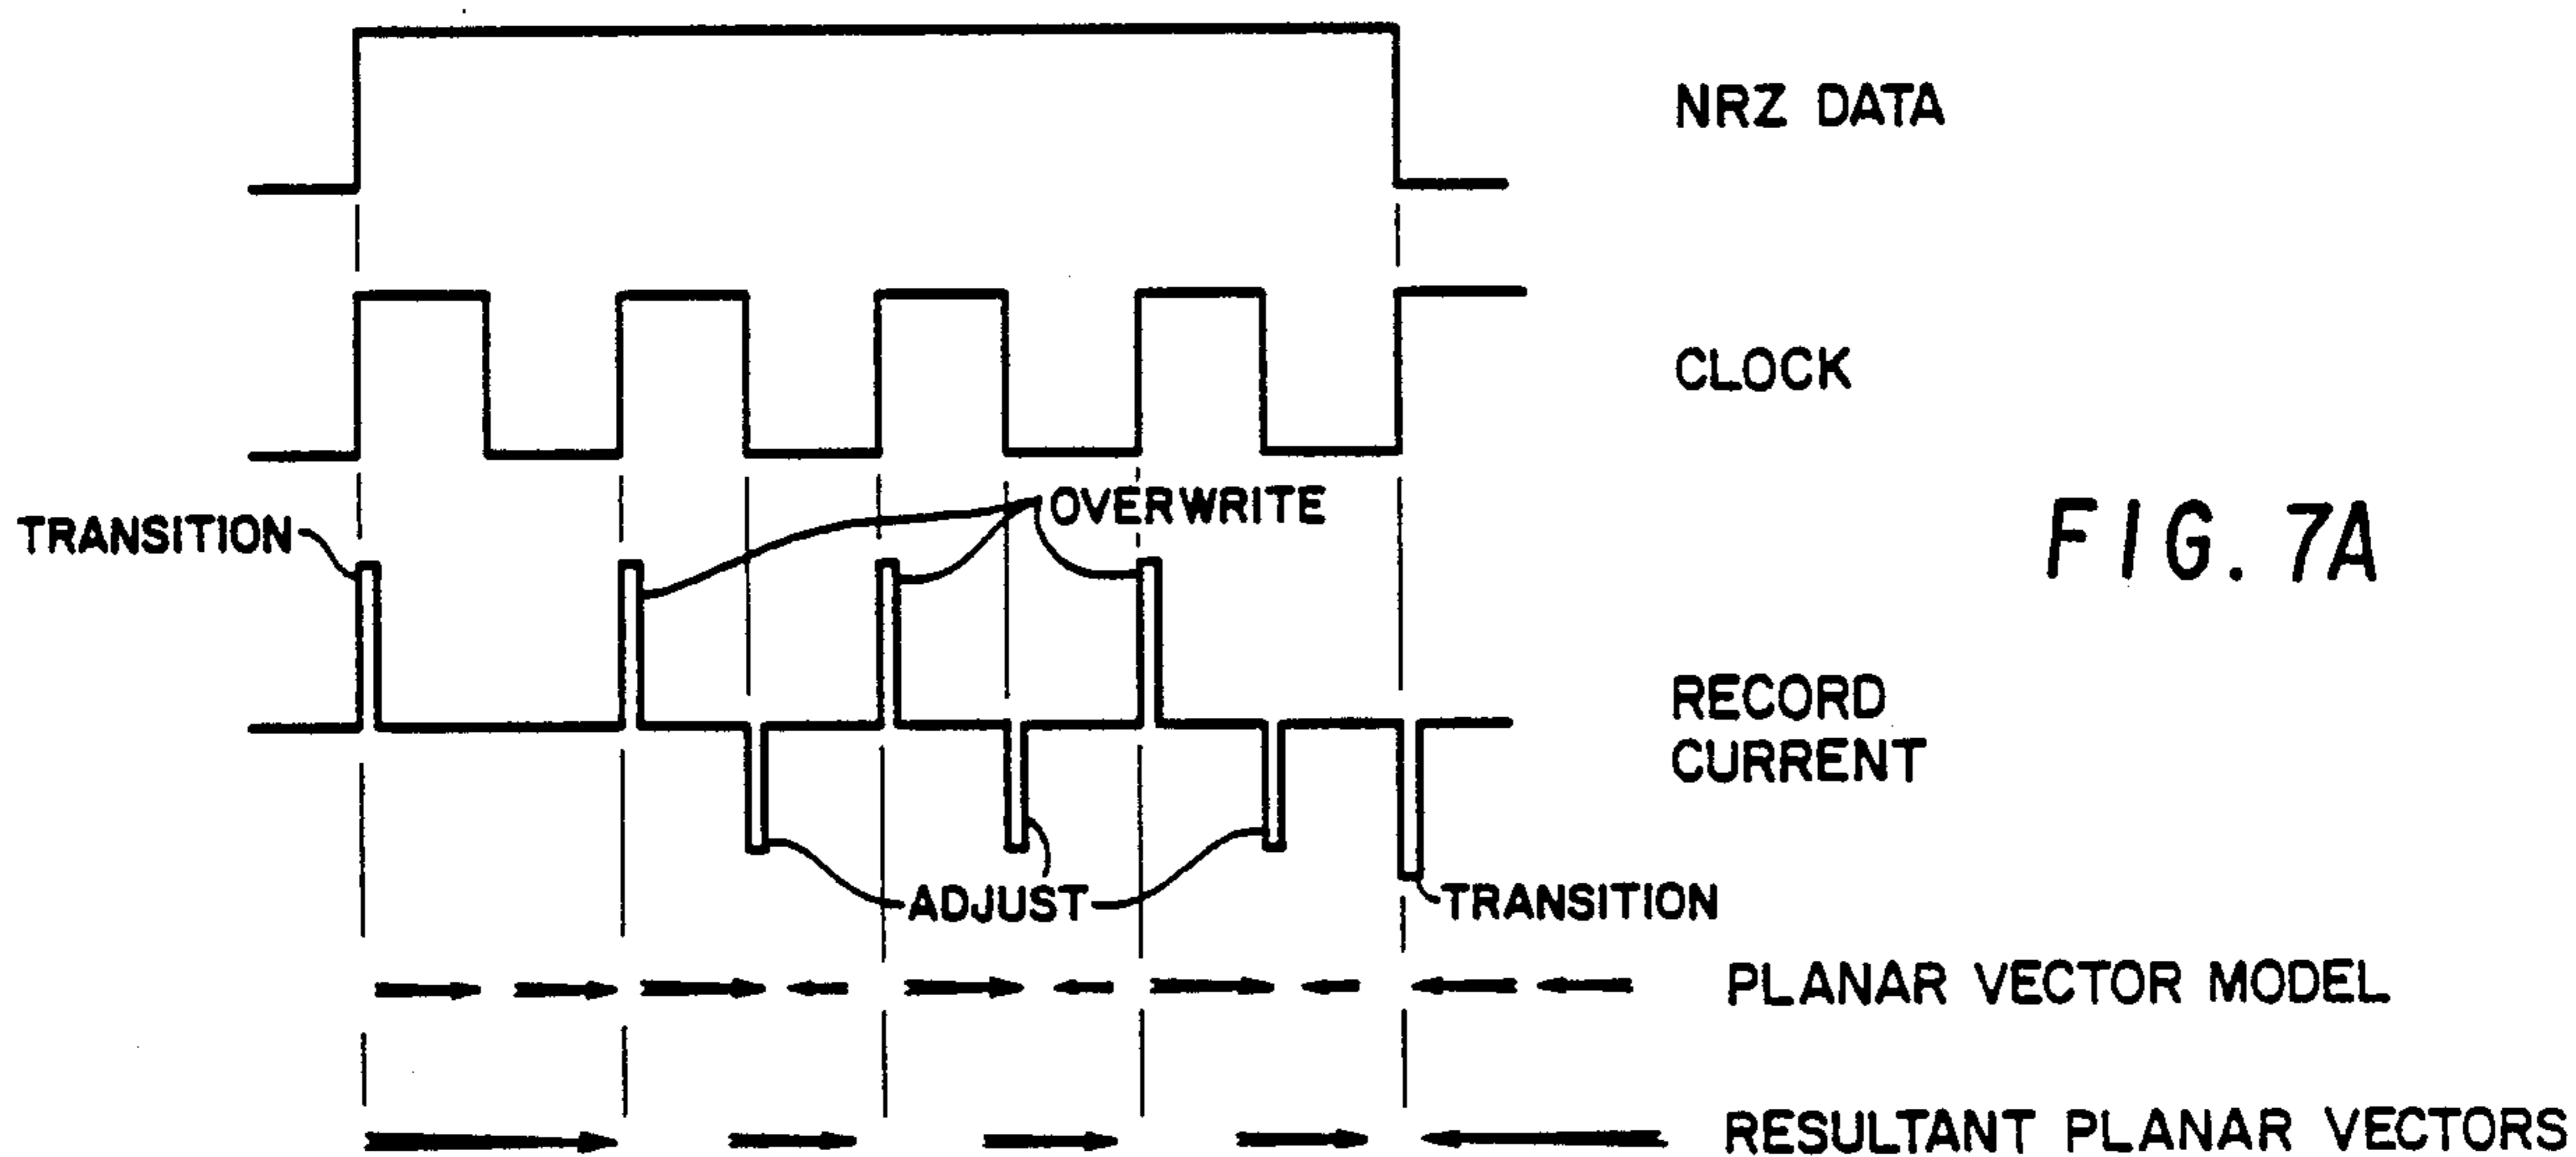 NRZ DATA
CLOCK
OVERWRITE
TRANSITION
FIG. 7A
RECORD
CURRENT
ADJUST
TRANSITION
PLANAR VECTOR MODEL
RESULTANT PLANAR VECTORS